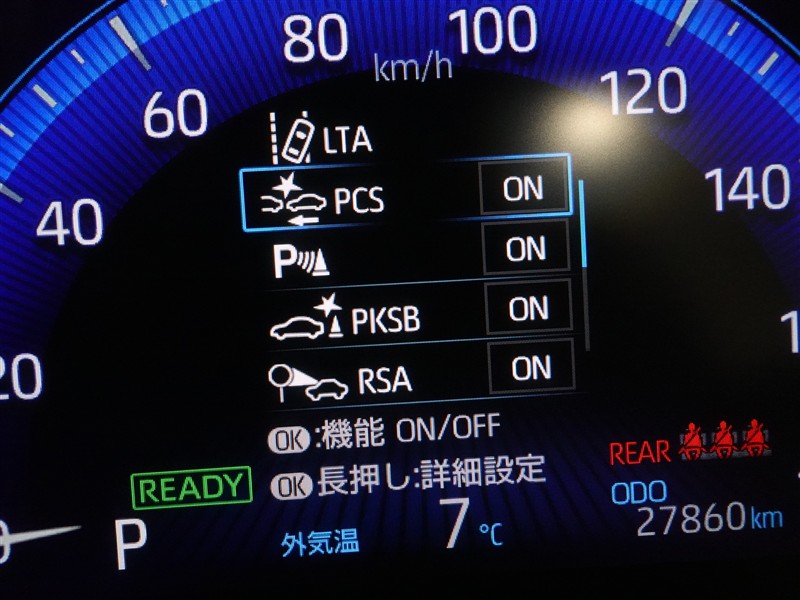 80
100
km/h
60
120
LTA
40
PCS ON
140
P ON
PKSB ON
20
RSA ON
OK:機能 ON/OFF
REAR
READY
OK長押し:詳細設定
ODO
27860km
P
外気温 7℃